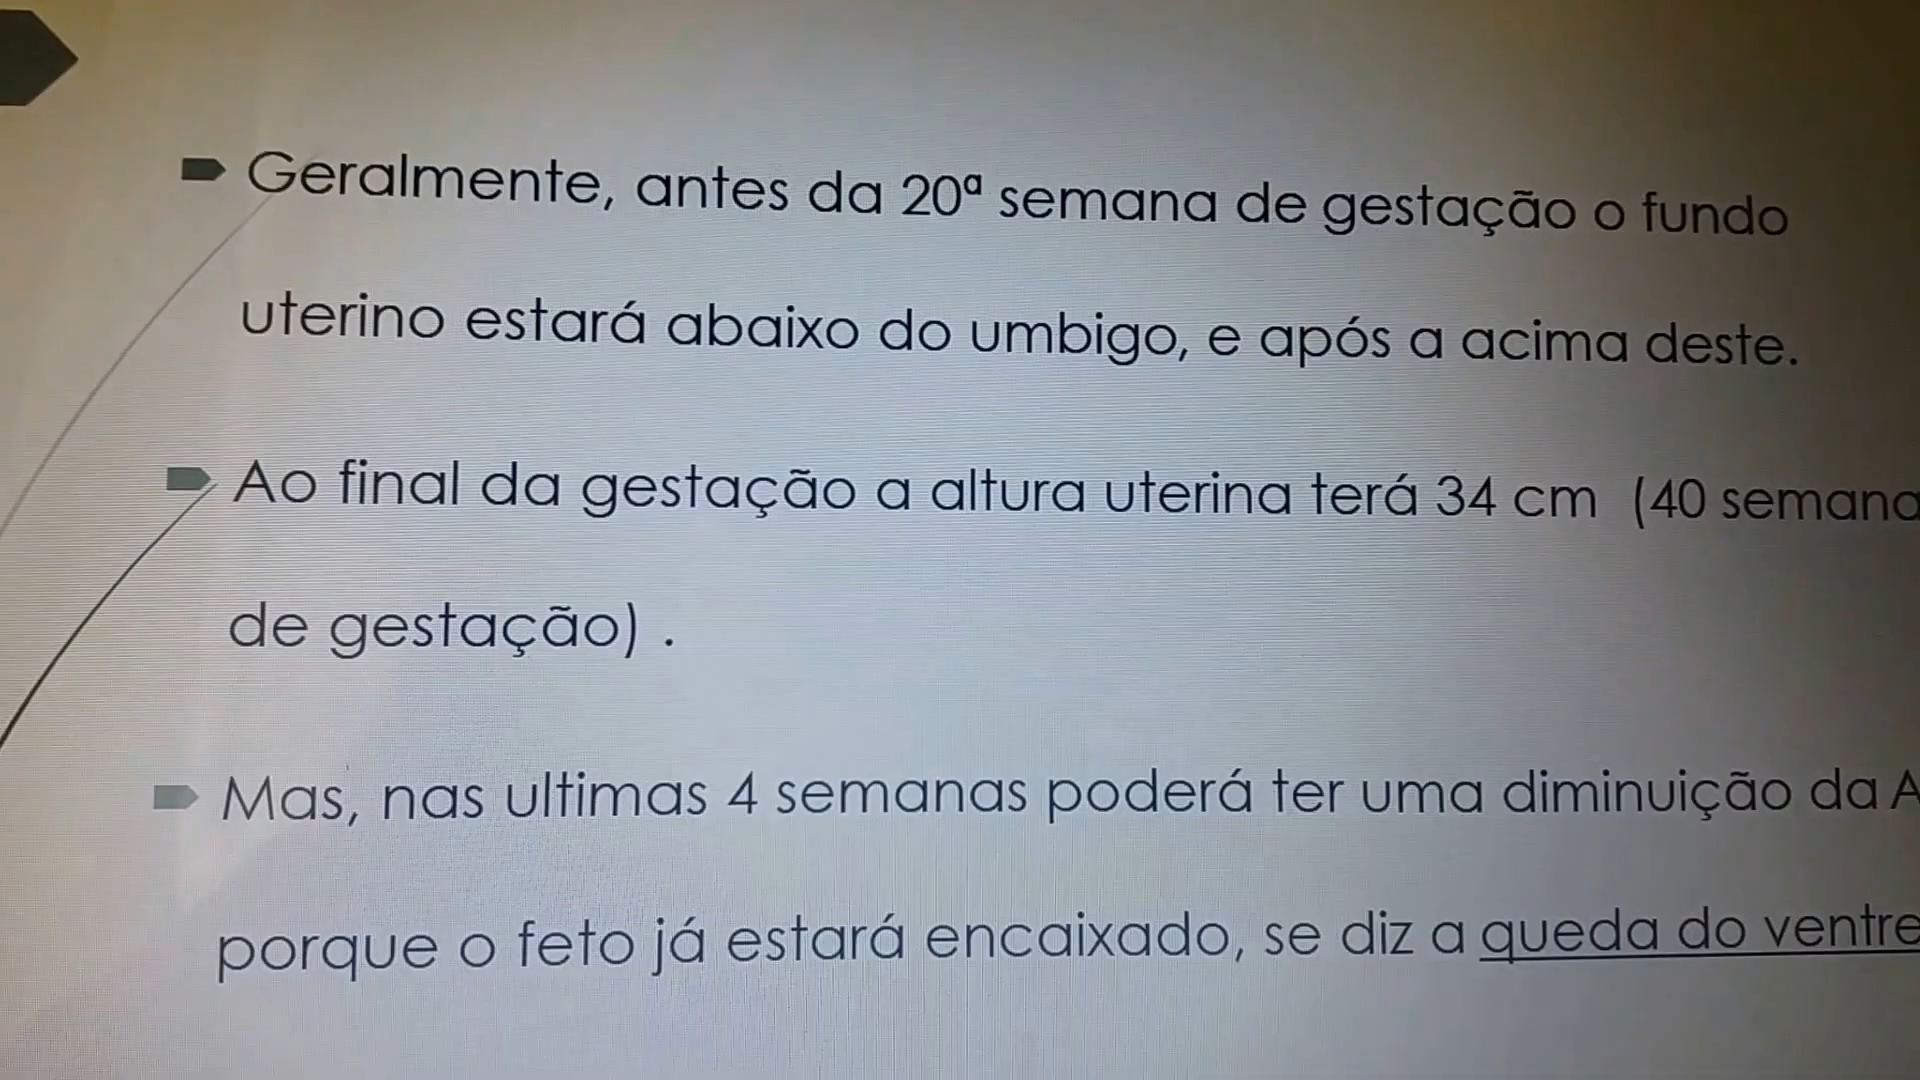 Geralmente, antes da 20ª semana de gestação o fundo
uterino estará abaixo do umbigo, e após a acima deste.
Ao final da gestação a altura uterina terá 34 cm (40 semana
de gestação) .
Mas, nas ultimas 4 semanas poderá ter uma diminuição da A
porque o feto já estará encaixado, se diz a queda do ventre